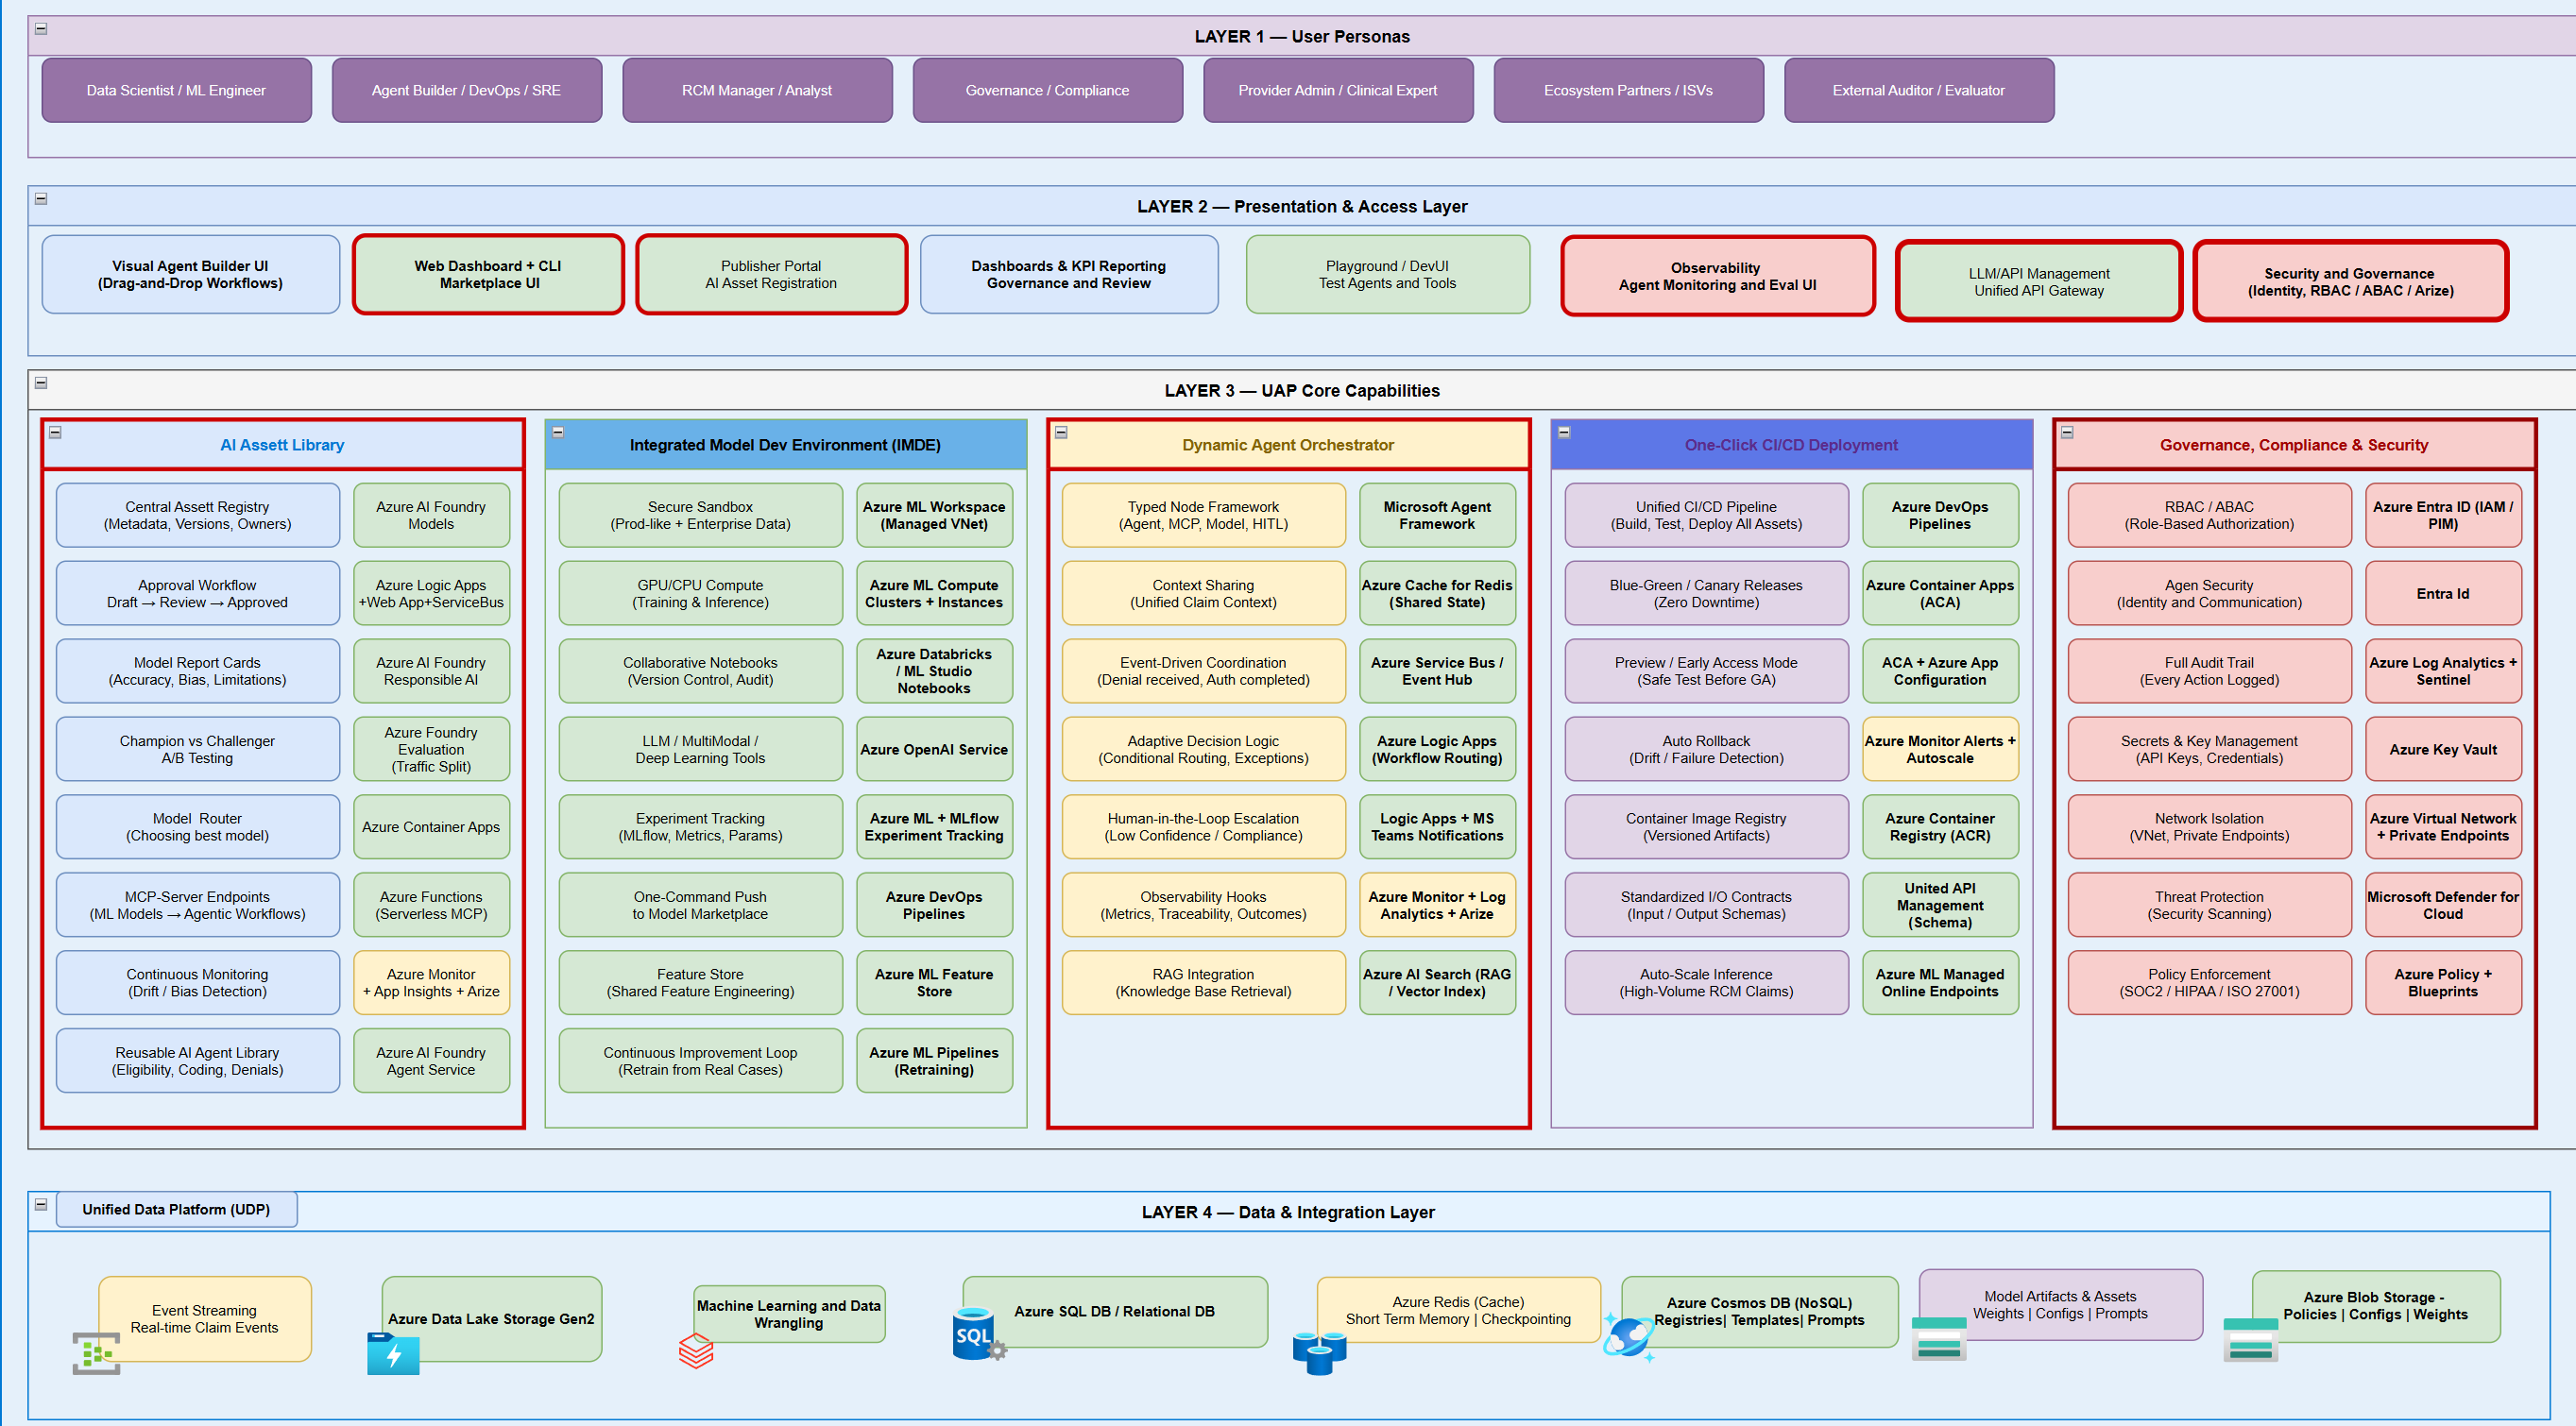 LAYER 1 — User Personas
Data Scientist / ML Engineer
Agent Builder / DevOps / SRE
RCM Manager / Analyst
Governance / Compliance
Provider Admin / Clinical Expert
Ecosystem Partners / ISVs
External Auditor / Evaluator
LAYER 2 — Presentation & Access Layer
Visual Agent Builder UI
(Drag-and-Drop Workflows)
Web Dashboard + CLI
Marketplace UI
Publisher Portal
AI Asset Registration
Dashboards & KPI Reporting
Governance and Review
Playground / DevUI
Test Agents and Tools
Observability
Agent Monitoring and Eval UI
LLM/API Management
Unified API Gateway
Security and Governance
(Identity, RBAC / ABAC / Arize)
LAYER 3 — UAP Core Capabilities
AI Assett Library
Central Assett Registry
(Metadata, Versions, Owners)
Azure AI Foundry
Models
Approval Workflow
Draft → Review → Approved
Azure Logic Apps
+Web App+ServiceBus
Model Report Cards
(Accuracy, Bias, Limitations)
Azure AI Foundry
Responsible AI
Champion vs Challenger
A/B Testing
Azure Foundry
Evaluation
(Traffic Split)
Model  Router
(Choosing best model)
Azure Container Apps
MCP-Server Endpoints
(ML Models → Agentic Workflows)
Azure Functions
(Serverless MCP)
Continuous Monitoring
(Drift / Bias Detection)
Azure Monitor
+ App Insights + Arize
Reusable AI Agent Library
(Eligibility, Coding, Denials)
Azure AI Foundry
Agent Service
Integrated Model Dev Environment (IMDE)
Secure Sandbox
(Prod-like + Enterprise Data)
Azure ML Workspace
(Managed VNet)
GPU/CPU Compute
(Training & Inference)
Azure ML Compute
Clusters + Instances
Collaborative Notebooks
(Version Control, Audit)
Azure Databricks
/ ML Studio
Notebooks
LLM / MultiModal /
Deep Learning Tools
Azure OpenAI Service
Experiment Tracking
(MLflow, Metrics, Params)
Azure ML + MLflow
Experiment Tracking
One-Command Push
to Model Marketplace
Azure DevOps
Pipelines
Feature Store
(Shared Feature Engineering)
Azure ML Feature
Store
Continuous Improvement Loop
(Retrain from Real Cases)
Azure ML Pipelines
(Retraining)
Dynamic Agent Orchestrator
Typed Node Framework
(Agent, MCP, Model, HITL)
Microsoft Agent
Framework
Context Sharing
(Unified Claim Context)
Azure Cache for Redis
(Shared State)
Event-Driven Coordination
(Denial received, Auth completed)
Azure Service Bus /
Event Hub
Adaptive Decision Logic
(Conditional Routing, Exceptions)
Azure Logic Apps
(Workflow Routing)
Human-in-the-Loop Escalation
(Low Confidence / Compliance)
Logic Apps + MS
Teams Notifications
Observability Hooks
(Metrics, Traceability, Outcomes)
Azure Monitor + Log
Analytics + Arize
RAG Integration
(Knowledge Base Retrieval)
Azure AI Search (RAG
/ Vector Index)
One-Click CI/CD Deployment
Unified CI/CD Pipeline
(Build, Test, Deploy All Assets)
Azure DevOps
Pipelines
Blue-Green / Canary Releases
(Zero Downtime)
Azure Container Apps
(ACA)
Preview / Early Access Mode
(Safe Test Before GA)
ACA + Azure App
Configuration
Auto Rollback
(Drift / Failure Detection)
Azure Monitor Alerts +
Autoscale
Container Image Registry
(Versioned Artifacts)
Azure Container
Registry (ACR)
Standardized I/O Contracts
(Input / Output Schemas)
United API
Management
(Schema)
Auto-Scale Inference
(High-Volume RCM Claims)
Azure ML Managed
Online Endpoints
Governance, Compliance & Security
RBAC / ABAC
(Role-Based Authorization)
Azure Entra ID (IAM /
PIM)
Agen Security
(Identity and Communication)
Entra Id
Full Audit Trail
(Every Action Logged)
Azure Log Analytics +
Sentinel
Secrets & Key Management
(API Keys, Credentials)
Azure Key Vault
Network Isolation
(VNet, Private Endpoints)
Azure Virtual Network
+ Private Endpoints
Threat Protection
(Security Scanning)
Microsoft Defender for
Cloud
Policy Enforcement
(SOC2 / HIPAA / ISO 27001)
Azure Policy +
Blueprints
Unified Data Platform (UDP)
LAYER 4 — Data & Integration Layer
Event Streaming
Real-time Claim Events
Azure Data Lake Storage Gen2
Machine Learning and Data
Wrangling
SQL
Azure SQL DB / Relational DB
Azure Redis (Cache)
Short Term Memory | Checkpointing
Azure Cosmos DB (NoSQL)
Registries| Templates| Prompts
Model Artifacts & Assets
Weights | Configs | Prompts
Azure Blob Storage -
Policies | Configs | Weights